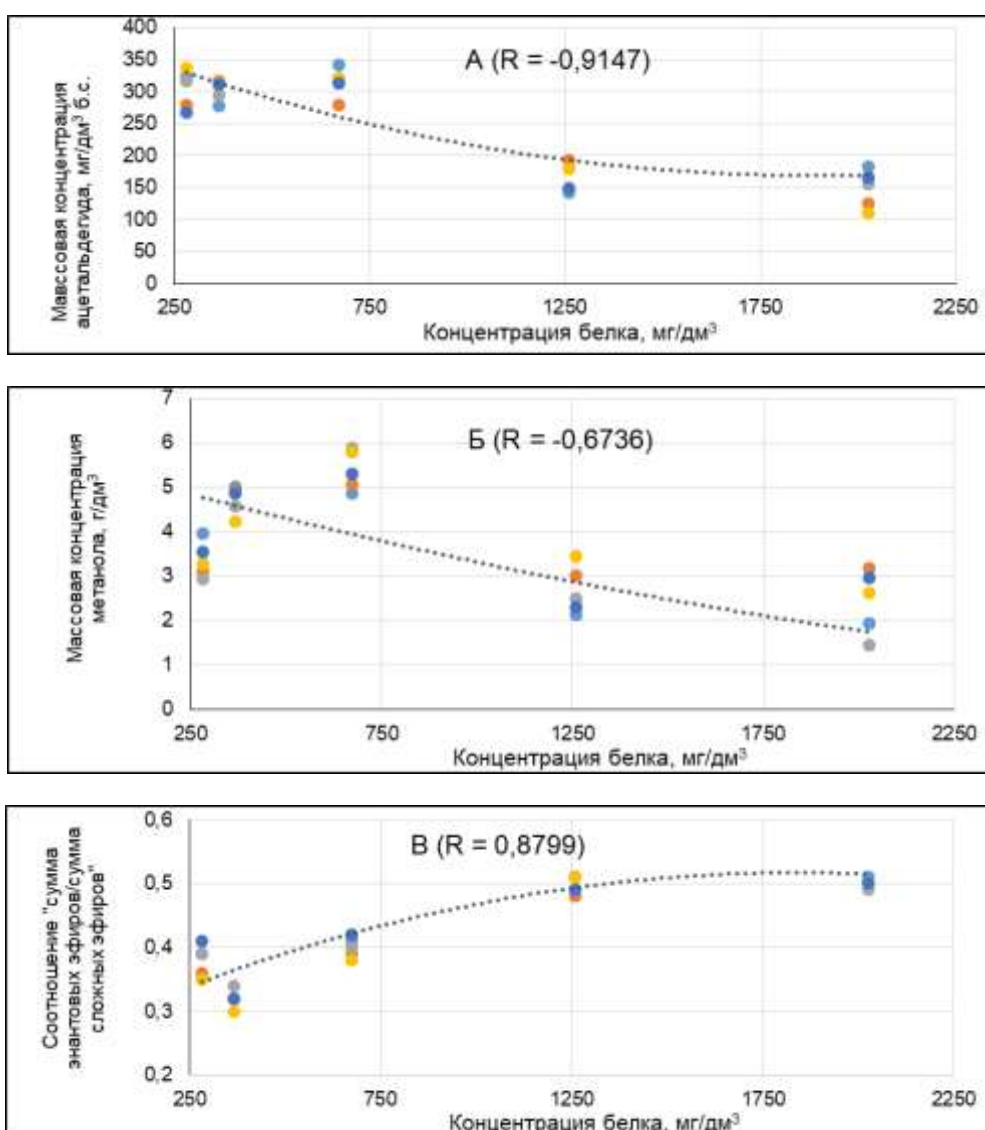 400
350
300
250
200
150
100
50
0
Мавссовая концентрация
ацетальдегида, мг/дм³ б.с.
А (R = -0,9147)
250 750 1250 1750 2250
Концентрация белка, мг/дм³
7
6
5
4
3
2
1
0
Массовая концентрация
метанола, г/дм³
Б (R = -0,6736)
250 750 1250 1750 2250
Концентрация белка, мг/дм³
0,6
0,5
0,4
0,3
0,2
Соотношение "сумма
энантовых эфиров/сумма
сложных эфиров"
В (R = 0,8799)
250 750 1250 1750 2250
Концентрация белка, мг/дм³